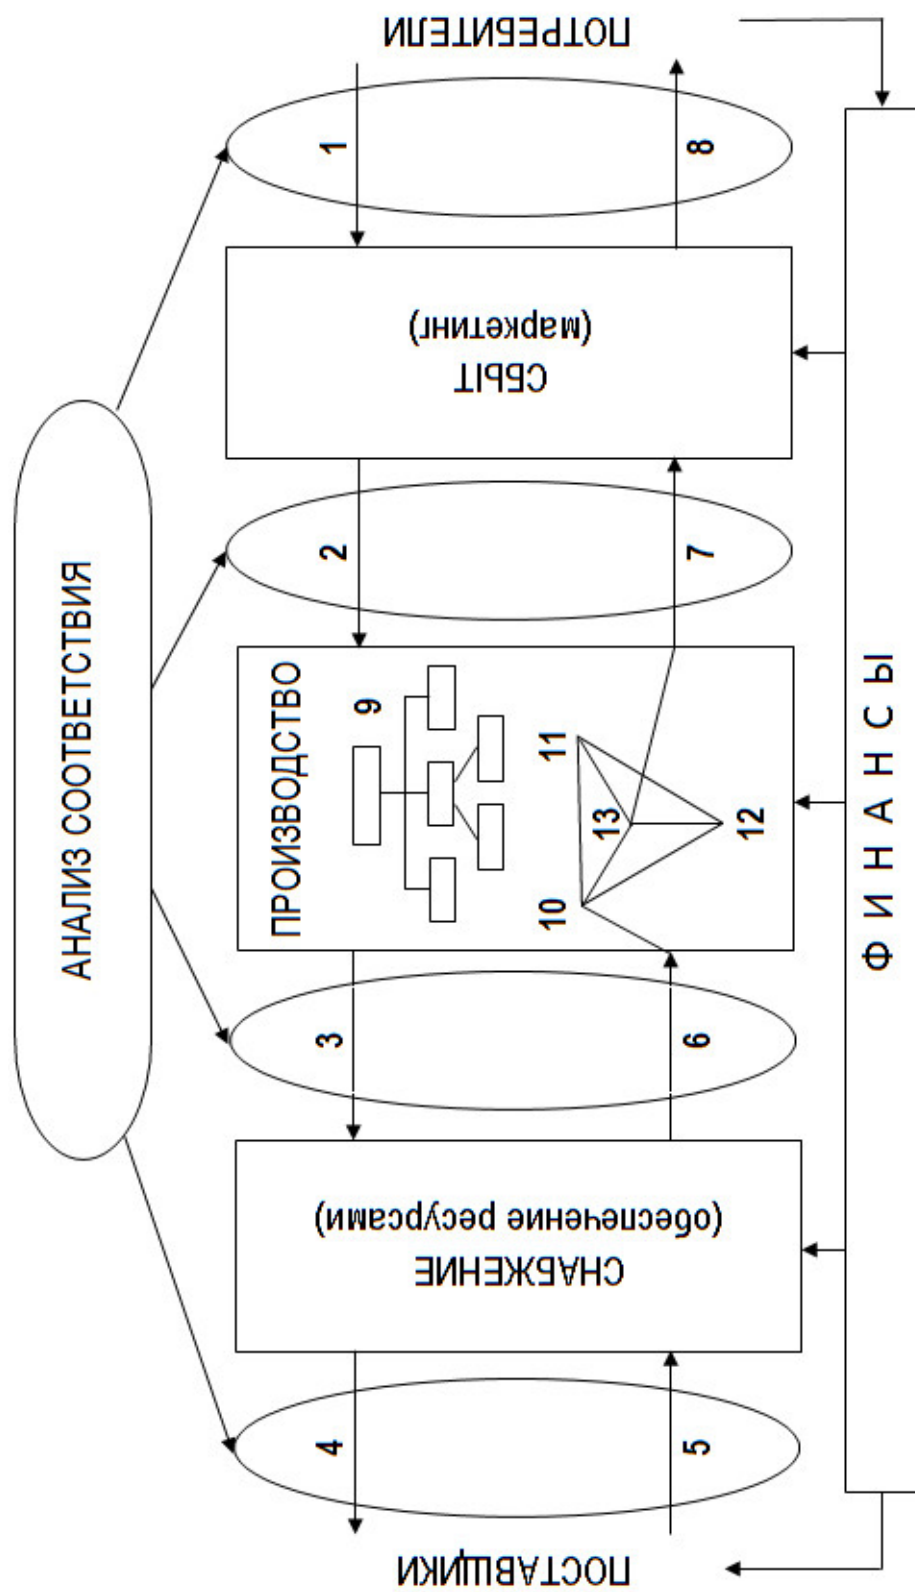 АНАЛИЗ СООТВЕТСТВИЯ
ПОСТАВЩИКИ
4
5
СНАБЖЕНИЕ
(обеспечение ресурсами)
3
6
ПРОИЗВОДСТВО
9
10
11
12
13
2
7
СБЫТ
(маркетинг)
1
8
ПОТРЕБИТЕЛИ
Ф И Н А Н С Ы